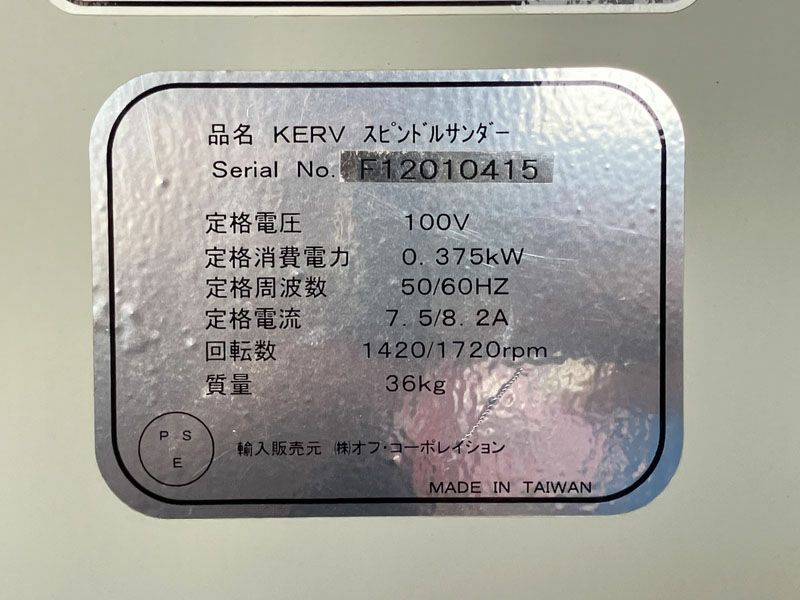 品名 KERV スピンドルサンダー
Serial No. F12010415
定格電圧 100V
定格消費電力 0.375kW
定格周波数 50/60HZ
定格電流 7.5/8.2A
回転数 1420/1720rpm
質量 36kg
P S
E
輸入販売元 ㈱オフ・コーポレイション
MADE IN TAIWAN